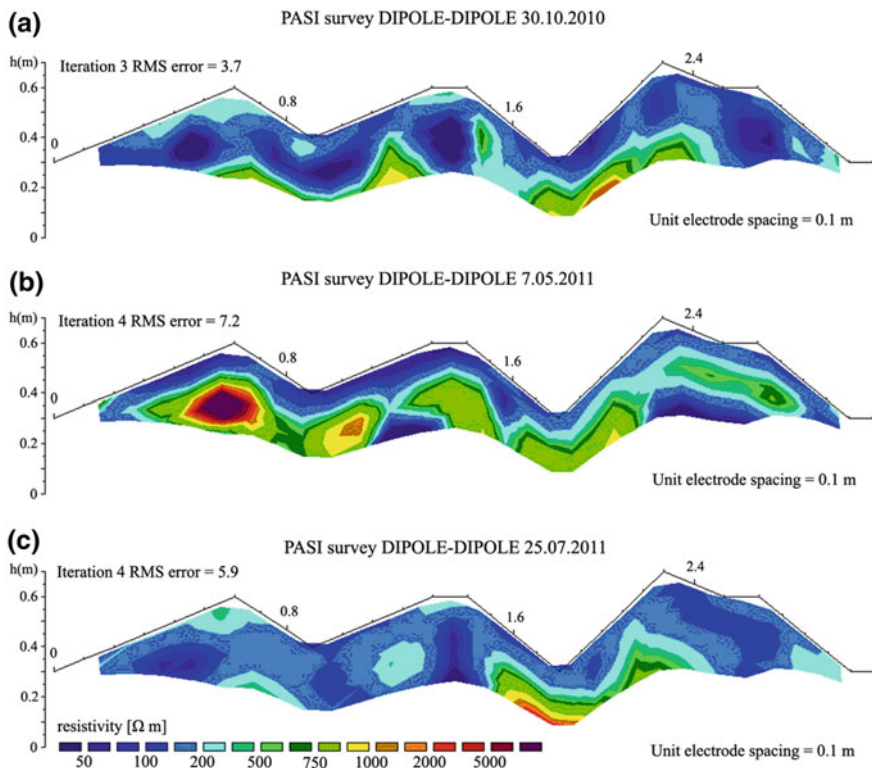 (a)
PASI survey DIPOLE-DIPOLE 30.10.2010
h(m)
Iteration 3 RMS error = 3.7
2.4
0.6
0.8
1.6
0.4
0
0.2
0
Unit electrode spacing = 0.1 m
(b)
PASI survey DIPOLE-DIPOLE 7.05.2011
h(m)
Iteration 4 RMS error = 7.2
2.4
0.6
0.8
1.6
0.4
0
0.2
0
Unit electrode spacing = 0.1 m
(c)
PASI survey DIPOLE-DIPOLE 25.07.2011
h(m)
Iteration 4 RMS error = 5.9
2.4
0.6
0.8
1.6
0.4
0
0.2
resistivity [Ω m]
0
50 100 200 500 750 1000 2000 5000
Unit electrode spacing = 0.1 m